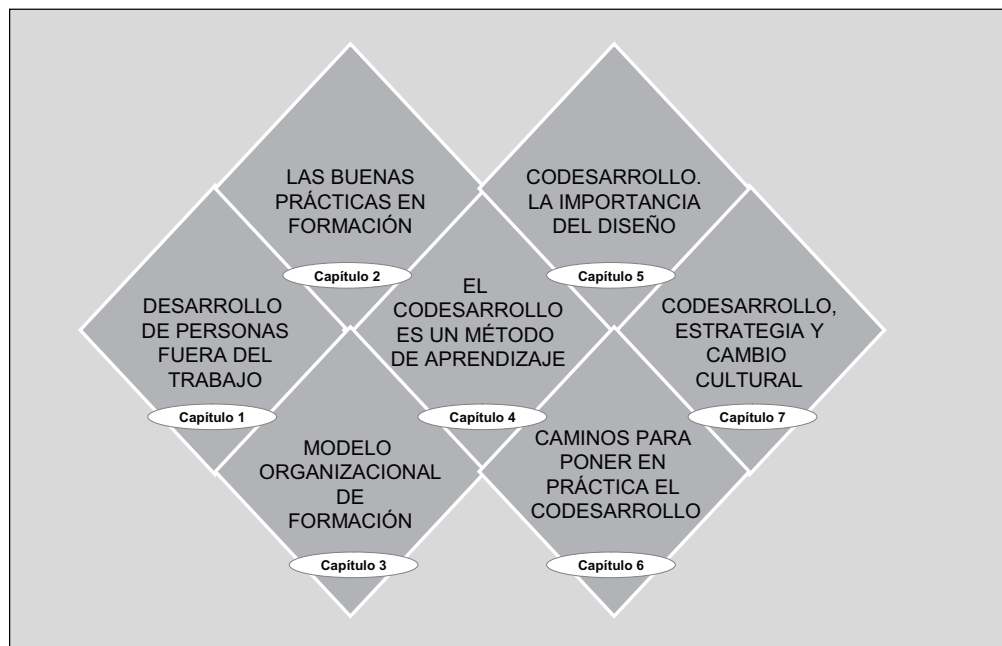 LAS BUENAS
PRÁCTICAS EN
FORMACIÓN
Capítulo 2
CODESARROLLO.
LA IMPORTANCIA
DEL DISEÑO
Capítulo 5
DESARROLLO
DE PERSONAS
FUERA DEL
TRABAJO
Capítulo 1
EL
CODESARROLLO
ES UN MÉTODO
DE APRENDIZAJE
Capítulo 4
CODESARROLLO,
ESTRATEGIA Y
CAMBIO
CULTURAL
Capítulo 7
MODELO
ORGANIZACIONAL
DE
FORMACIÓN
Capítulo 3
CAMINOS PARA
PONER EN
PRÁCTICA EL
CODESARROLLO
Capítulo 6